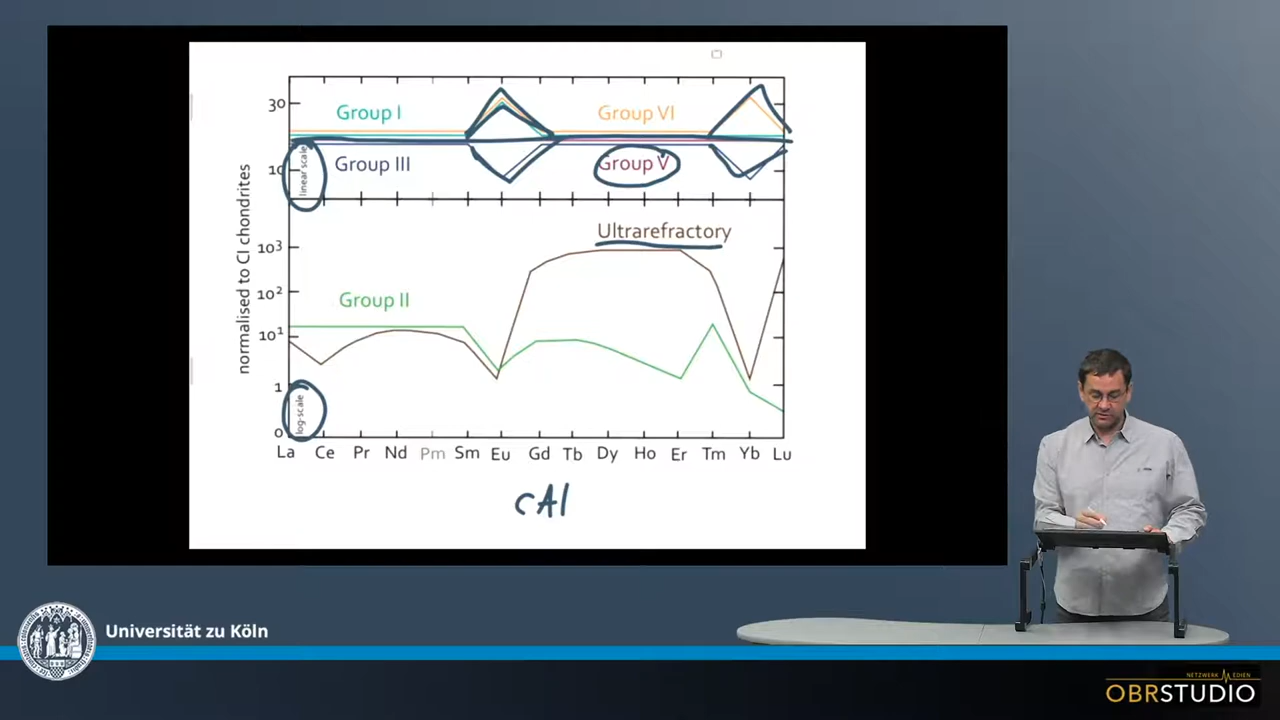 30
Group I
Group VI
Group III
Group V
10
linear scale
normalised to CI chondrites
Ultrarefractory
10³
Group II
10²
10¹
1
log-scale
0
La Ce Pr Nd Pm Sm Eu Gd Tb Dy Ho Er Tm Yb Lu
CAI
Universität zu Köln
OBRSTUDIO